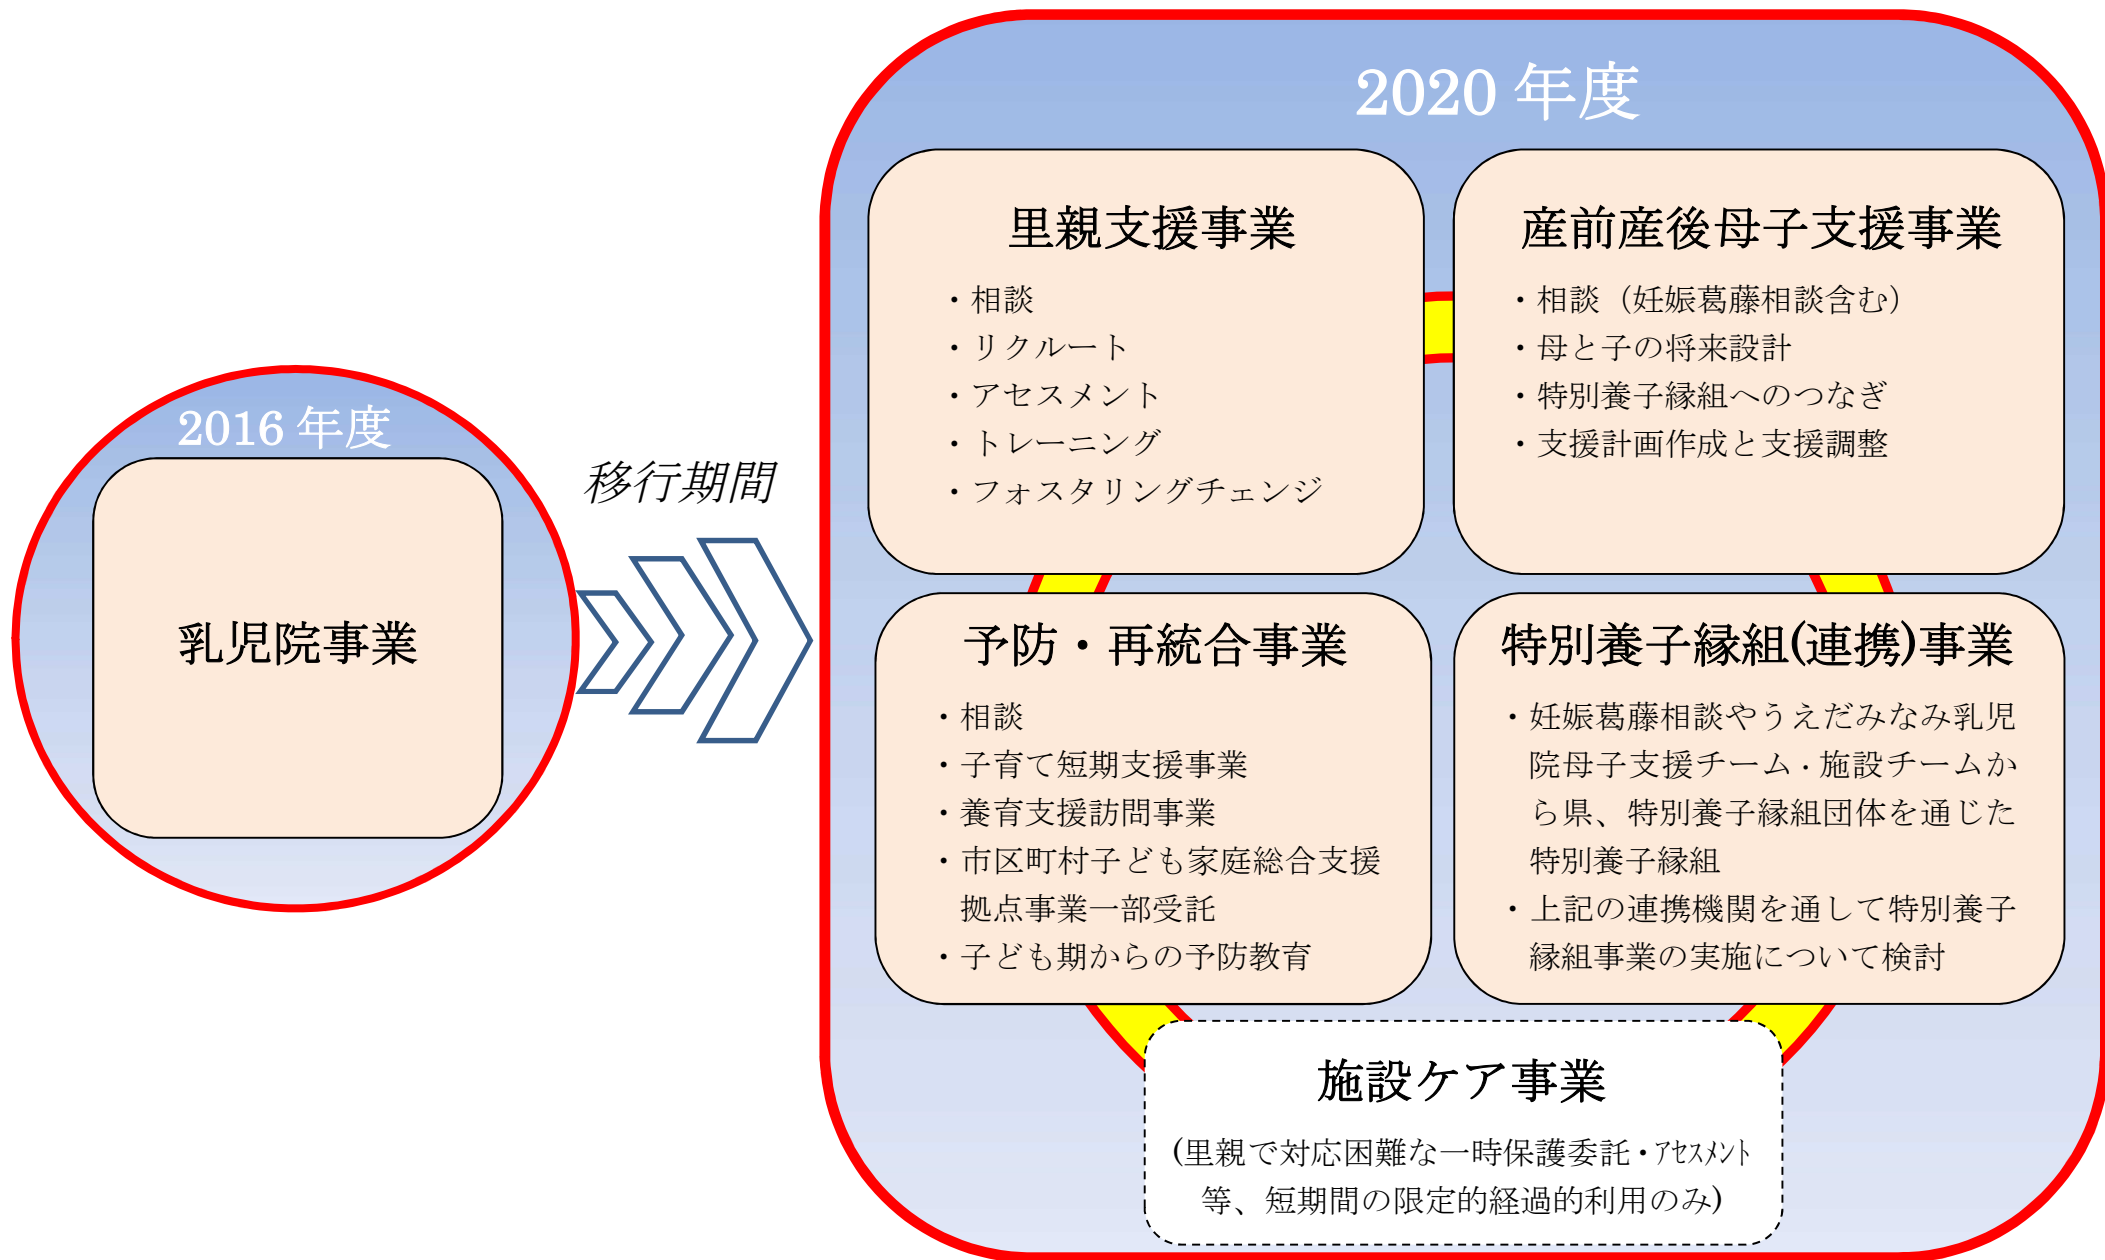 2016 年度
乳児院事業
移行期間
2020 年度
里親支援事業
・相談
・リクルート
・アセスメント
・トレーニング
・フォスタリングチェンジ
産前産後母子支援事業
・相談（妊娠葛藤相談含む）
・母と子の将来設計
・特別養子縁組へのつなぎ
・支援計画作成と支援調整
予防・再統合事業
・相談
・子育て短期支援事業
・養育支援訪問事業
・市区町村子ども家庭総合支援
拠点事業一部受託
・子ども期からの予防教育
特別養子縁組(連携)事業
・妊娠葛藤相談やうえだみなみ乳児
院母子支援チーム・施設チームか
ら県、特別養子縁組団体を通じた
特別養子縁組
・上記の連携機関を通して特別養子
縁組事業の実施について検討
施設ケア事業
(里親で対応困難な一時保護委託・ｱｾｽﾒﾝﾄ
等、短期間の限定的経過的利用のみ)